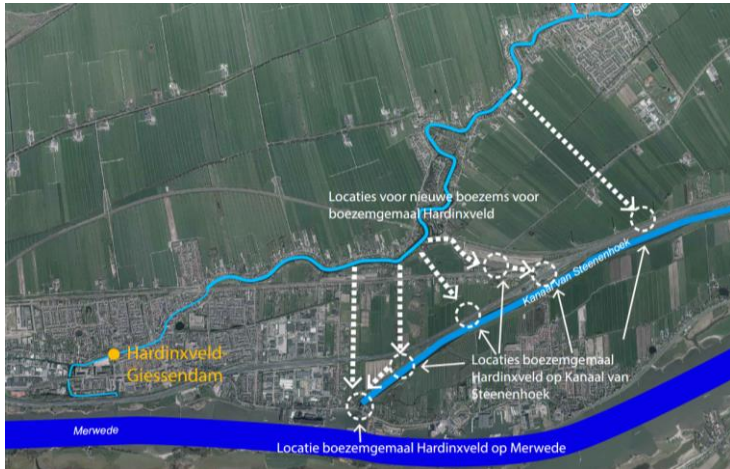 Gies
Locaties voor nieuwe boezems voor
boezemgemaal Hardinxveld
Kanaal van Steenenhoek
Hardinxveld-
Giessendam
Locaties boezemgemaal
Hardinxveld op Kanaal van
Steenenhoek
Merwede
Locatie boezemgemaal Hardinxveld op Merwede